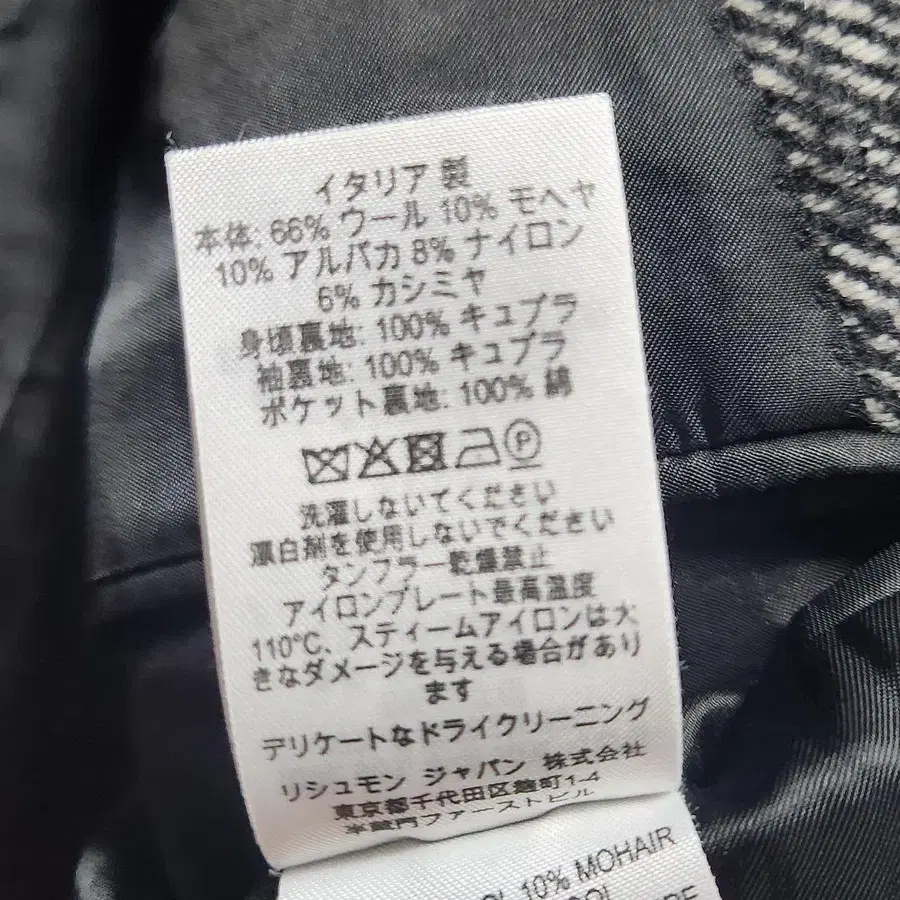 イタリア 製
本体: 66% ウール 10% モヘヤ
10% アルパカ 8% ナイロン
6% カシミヤ
身頃裏地: 100% キュプラ
袖裏地: 100% キュプラ
ポケット裏地: 100% 綿
P
洗濯しないてください
漂白剤を使用しないでください
タンブラー乾燥禁止
アイロンプレート最高温度
110°C、スティームアイロンは大
きなダメージを与える場合があり
ます
デリケートなドライクリーニング
リシュモン ジャパン 株式会社
東京都千代田区麹町1-4
半蔵門ファーストビル
10% MOHAIR